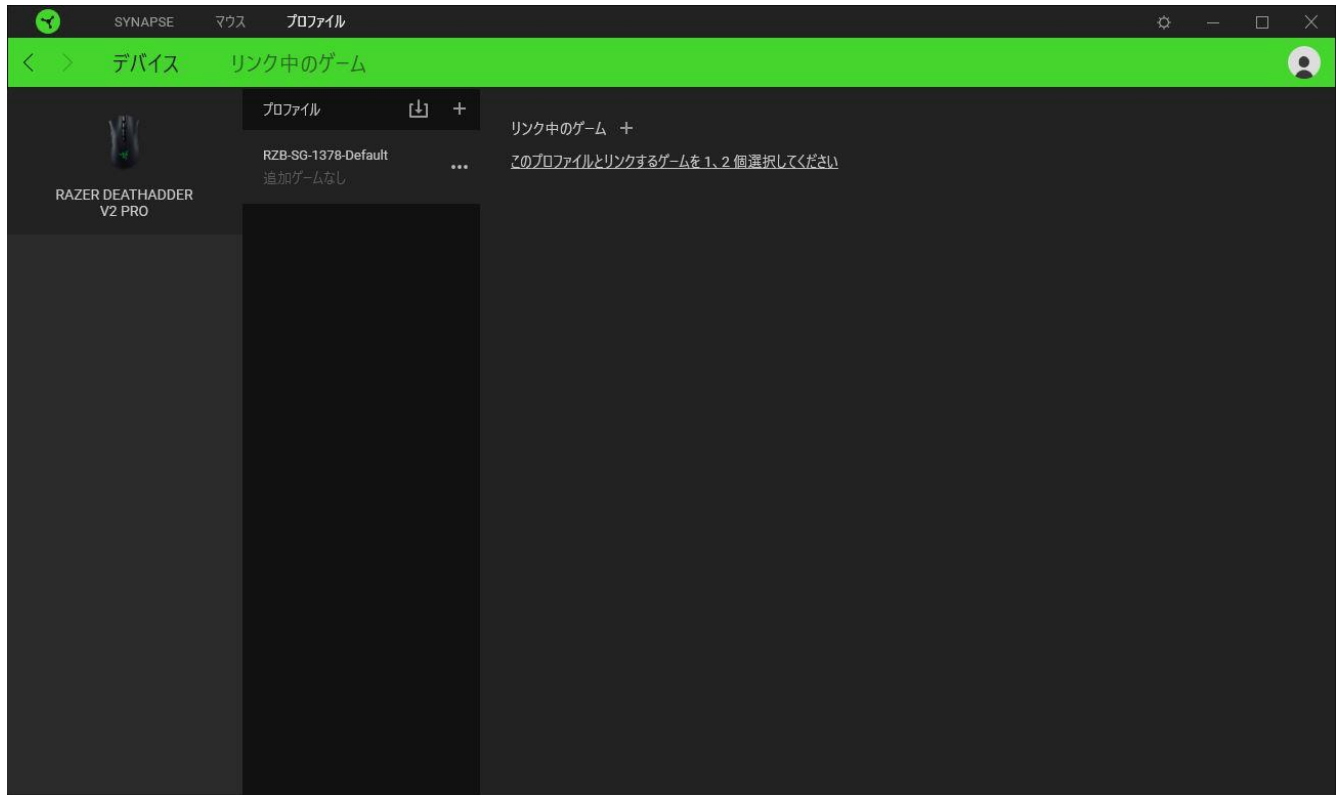 SYNAPSE マウス プロファイル
デバイス リンク中のゲーム
RAZER DEATHADDER
V2 PRO
プロファイル
RZB-SG-1378-Default
追加ゲームなし
リンク中のゲーム
このプロファイルとリンクするゲームを 1、2 個選択してください